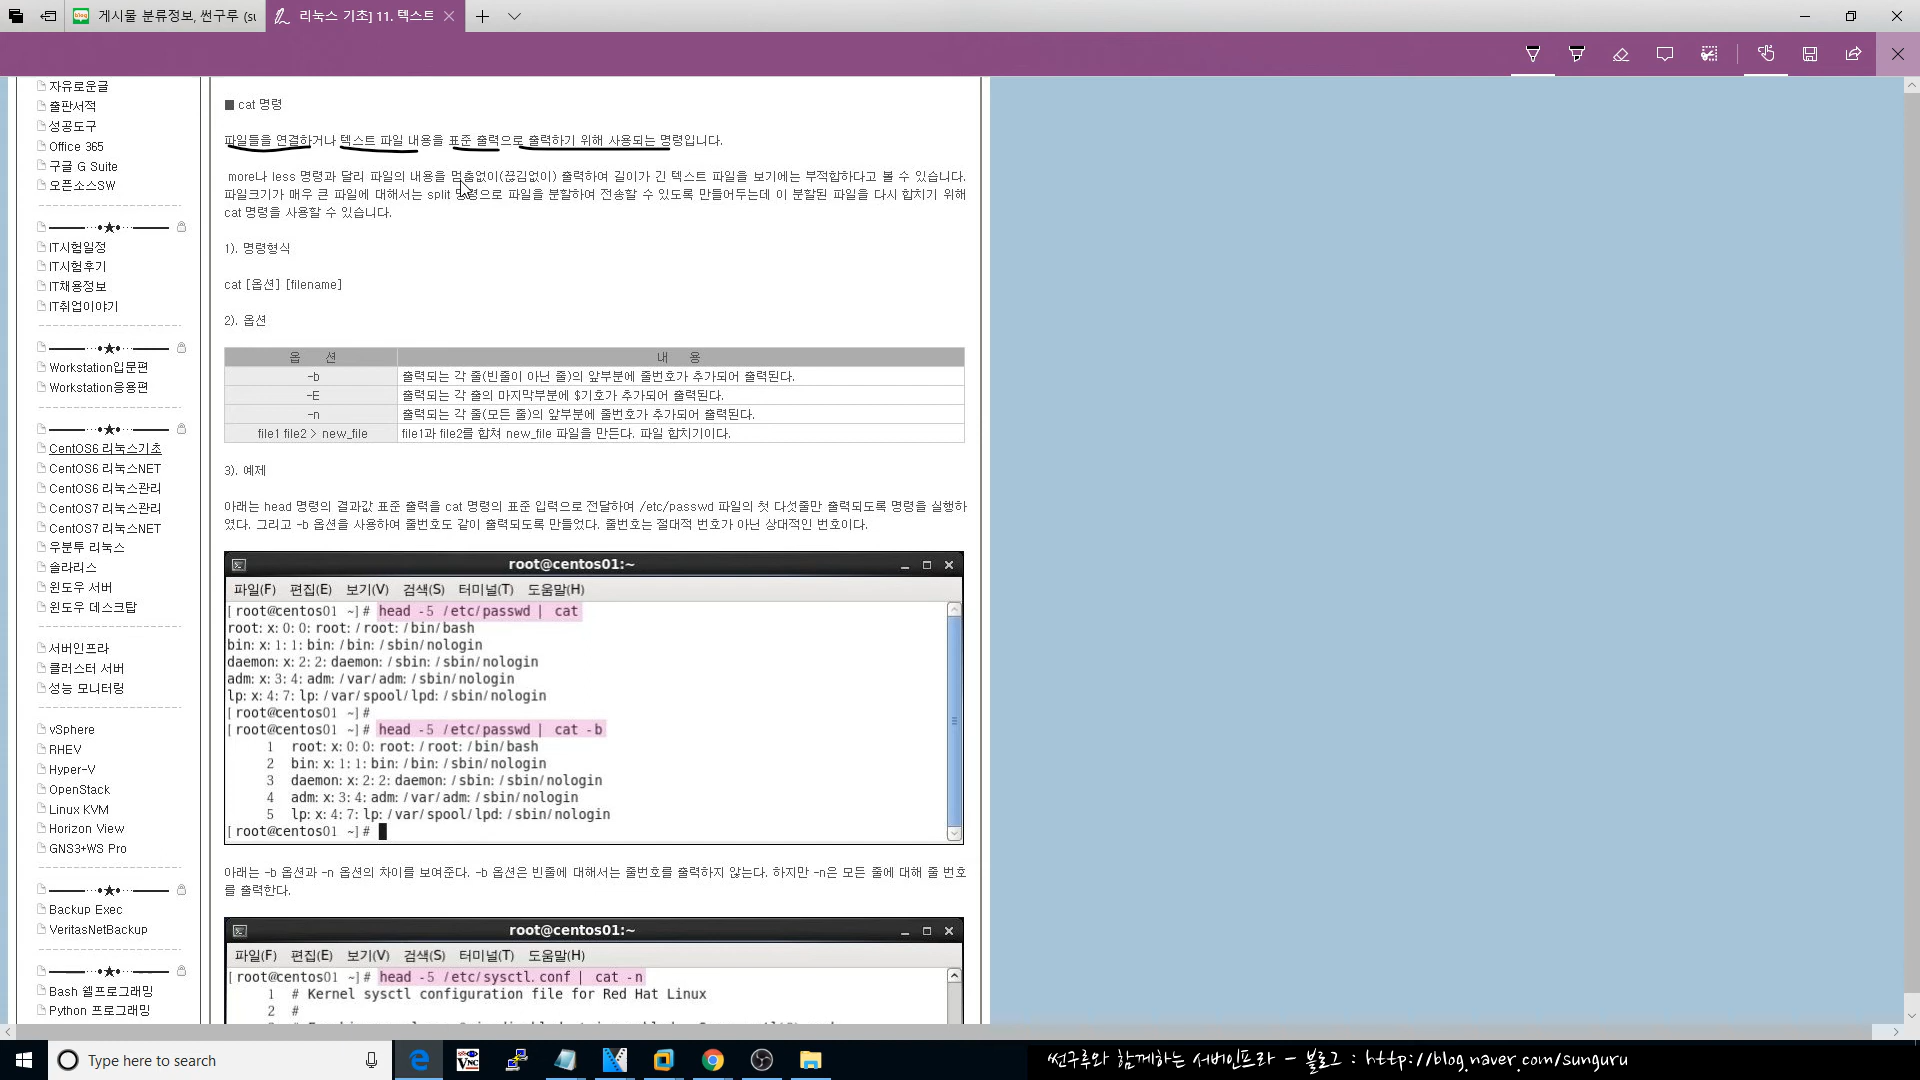 게시물 분류정보, 썬구루 (su
리눅스 기초] 11. 텍스트
자유로운글
출판서적
성공도구
Office 365
구글 G Suite
오픈소스SW
IT시험일정
IT시험후기
IT채용정보
IT취업이야기
Workstation입문편
Workstation응용편
CentOS6 리눅스기초
CentOS6 리눅스NET
CentOS6 리눅스관리
CentOS7 리눅스관리
CentOS7 리눅스NET
우분투 리눅스
솔라리스
윈도우 서버
윈도우 데스크탑
서버인프라
클러스터 서버
성능 모니터링
vSphere
RHEV
Hyper-V
OpenStack
Linux KVM
Horizon View
GNS3+WS Pro
Backup Exec
VeritasNetBackup
Bash 쉘프로그래밍
Python 프로그래밍
■ cat 명령
파일들을 연결하거나 텍스트 파일 내용을 표준 출력으로 출력하기 위해 사용되는 명령입니다.
more나 less 명령과 달리 파일의 내용을 멈춤없이(끊김없이) 출력하여 길이가 긴 텍스트 파일을 보기에는 부적합하다고 볼 수 있습니다.
파일크기가 매우 큰 파일에 대해서는 split 명령으로 파일을 분할하여 전송할 수 있도록 만들어두는데 이 분할된 파일을 다시 합치기 위해
cat 명령을 사용할 수 있습니다.
1). 명령형식
cat [옵션] [filename]
2). 옵션
옵 션 내 용
-b 출력되는 각 줄(빈줄이 아닌 줄)의 앞부분에 줄번호가 추가되어 출력된다.
-E 출력되는 각 줄의 마지막부분에 $기호가 추가되어 출력된다.
-n 출력되는 각 줄(모든 줄)의 앞부분에 줄번호가 추가되어 출력된다.
file1 file2 > new_file file1과 file2를 합쳐 new_file 파일을 만든다. 파일 합치기이다.
3). 예제
아래는 head 명령의 결과값 표준 출력을 cat 명령의 표준 입력으로 전달하여 /etc/passwd 파일의 첫 다섯줄만 출력되도록 명령을 실행하
였다. 그리고 -b 옵션을 사용하여 줄번호도 같이 출력되도록 만들었다. 줄번호는 절대적 번호가 아닌 상대적인 번호이다.
root@centos01:~
파일(F) 편집(E) 보기(V) 검색(S) 터미널(T) 도움말(H)
[root@centos01 ~]# head -5 /etc/passwd | cat
root:x:0:0:root:/root:/bin/bash
bin:x:1:1:bin:/bin:/sbin/nologin
daemon:x:2:2:daemon:/sbin:/sbin/nologin
adm:x:3:4:adm:/var/adm:/sbin/nologin
lp:x:4:7:lp:/var/spool/lpd:/sbin/nologin
[root@centos01 ~]#
[root@centos01 ~]# head -5 /etc/passwd | cat -b
1 root:x:0:0:root:/root:/bin/bash
2 bin:x:1:1:bin:/bin:/sbin/nologin
3 daemon:x:2:2:daemon:/sbin:/sbin/nologin
4 adm:x:3:4:adm:/var/adm:/sbin/nologin
5 lp:x:4:7:lp:/var/spool/lpd:/sbin/nologin
[root@centos01 ~]#
아래는 -b 옵션과 -n 옵션의 차이를 보여준다. -b 옵션은 빈줄에 대해서는 줄번호를 출력하지 않는다. 하지만 -n은 모든 줄에 대해 줄 번호
를 출력한다.
root@centos01:~
파일(F) 편집(E) 보기(V) 검색(S) 터미널(T) 도움말(H)
[root@centos01 ~]# head -5 /etc/sysctl.conf | cat -n
1 # Kernel sysctl configuration file for Red Hat Linux
2 #
Type here to search
썬구루와 함께하는 서버인프라 - 블로그 : http://blog.naver.com/sunguru